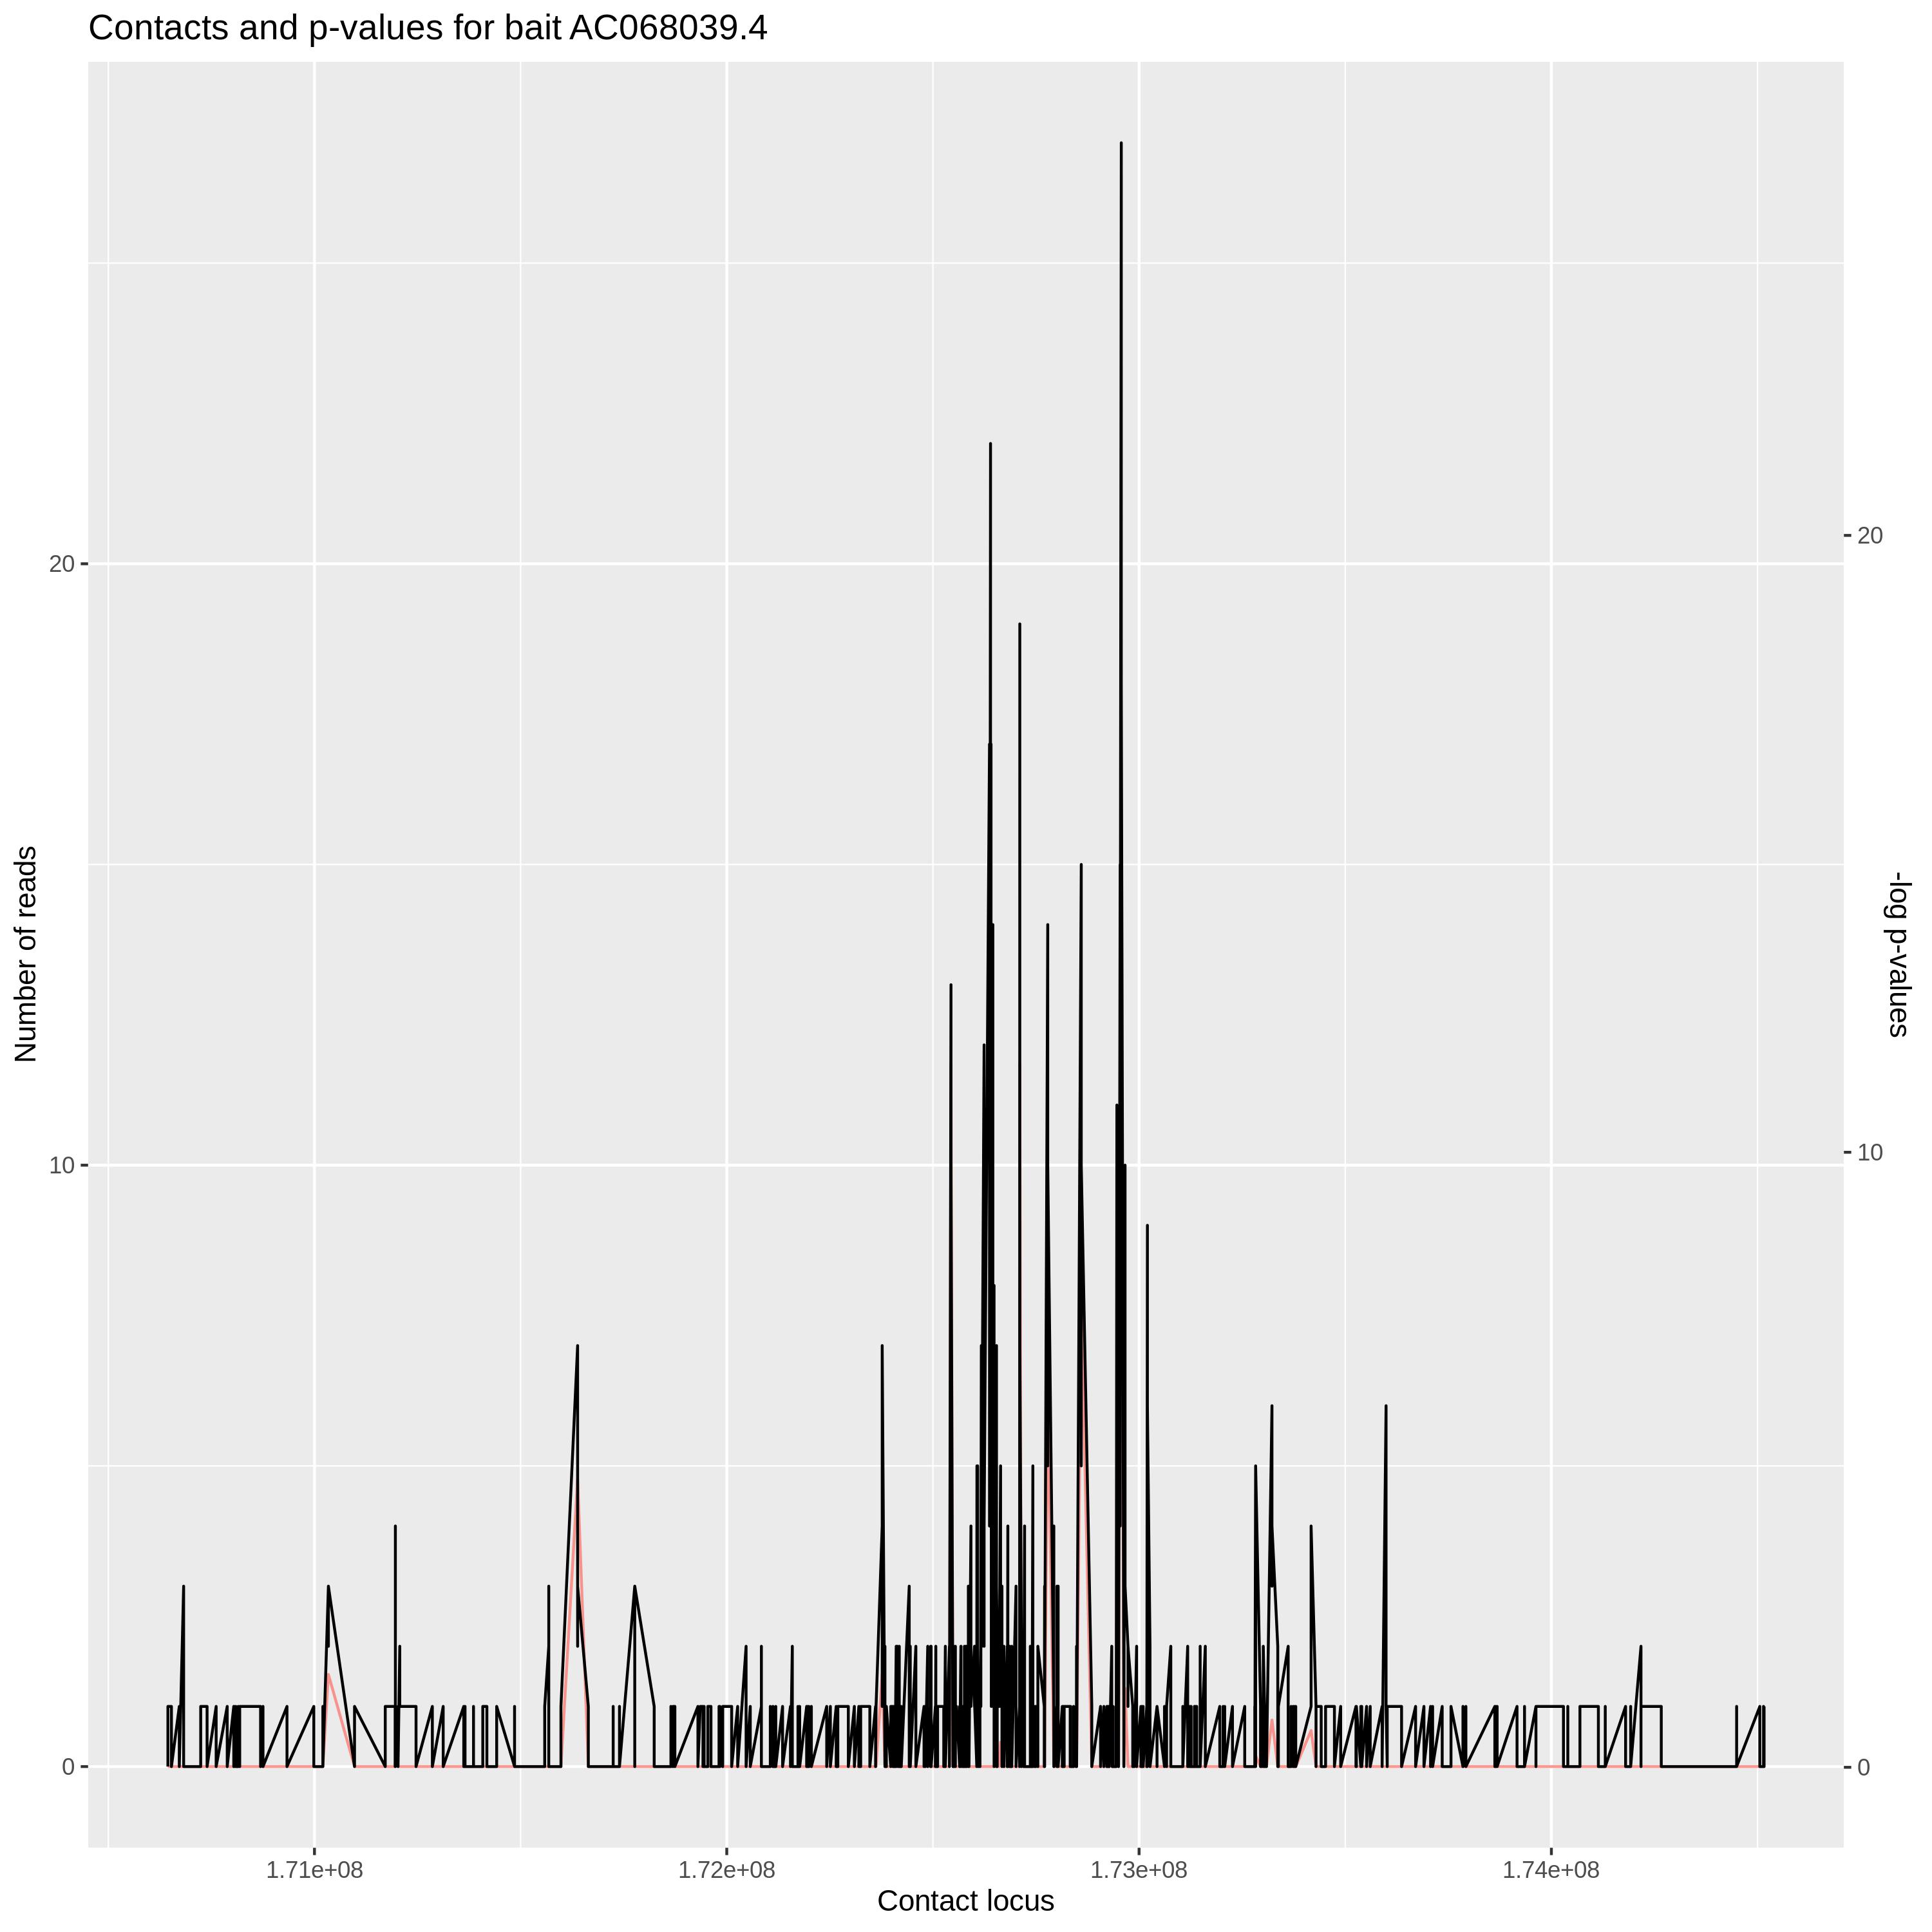 Contacts and p-values for bait AC068039.4
20
10
0
Number of reads
20
10
0
-log p-values
1.71e+08
1.72e+08
1.73e+08
1.74e+08
Contact locus